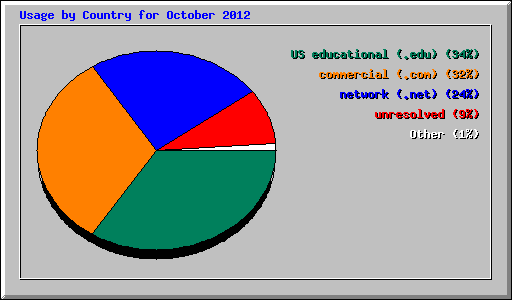 Usage by Country for October 2012
US educational (.edu) (34%)
commercial (.com) (32%)
network (.net) (24%)
unresolved (9%)
Other (1%)